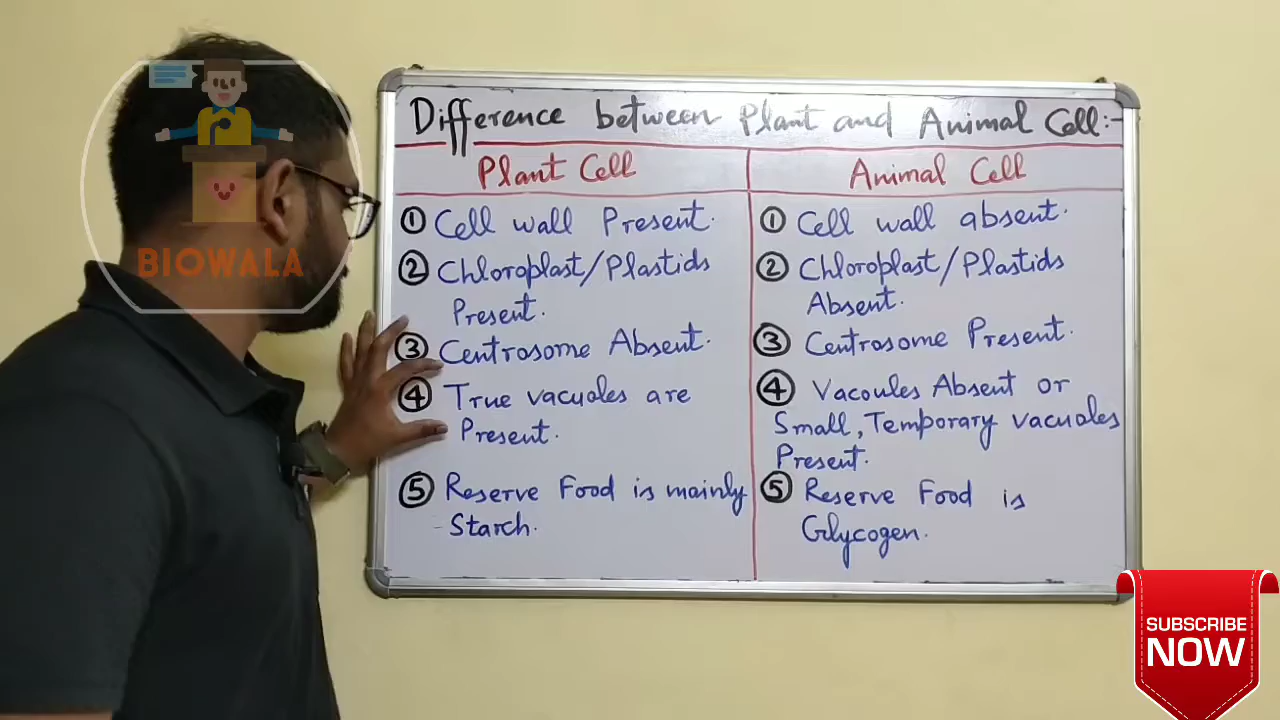 Difference between Plant and Animal Cell:-
Plant Cell
① Cell wall Present.
② Chloroplast/Plastids
Present.
③ Centrosome Absent.
④ True vacuoles are
Present.
⑤ Reserve Food is mainly
- Starch.
Animal Cell
① Cell wall absent.
② Chloroplast/Plastids
Absent.
③ Centrosome Present.
④ Vacoules Absent or
Small, Temporary vacuoles
Present.
⑤ Reserve Food is
Glycogen.
BIOWALA
SUBSCRIBE
NOW